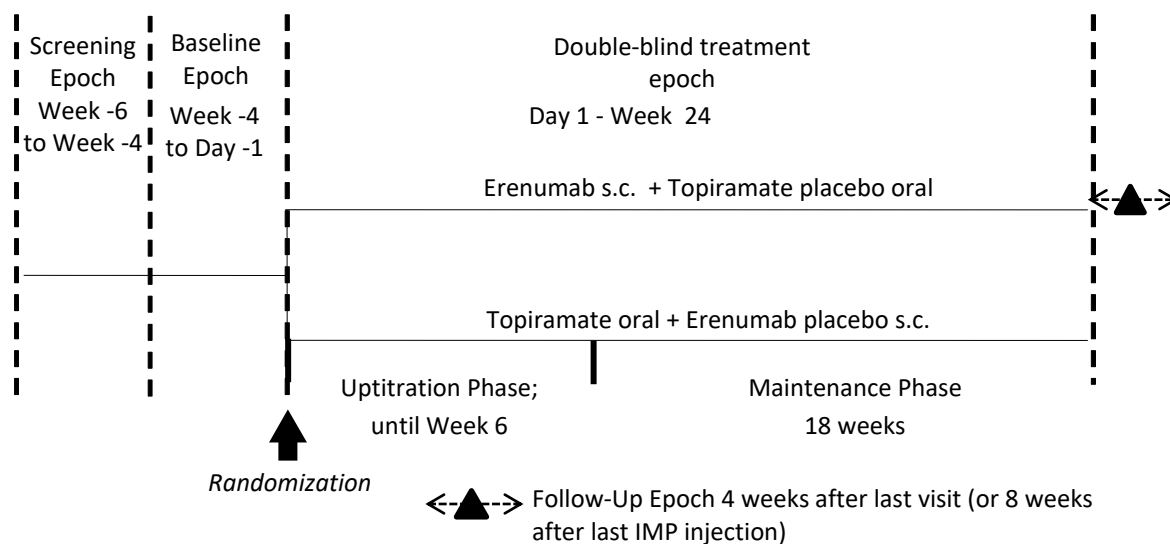 Screening
Epoch
Week -6
to Week -4
Baseline
Epoch
Week -4
to Day -1
Double-blind treatment
epoch
Day 1 - Week 24
Erenumab s.c. + Topiramate placebo oral
Topiramate oral + Erenumab placebo s.c.
Uptitration Phase;
until Week 6
Maintenance Phase
18 weeks
Randomization
Follow-Up Epoch 4 weeks after last visit (or 8 weeks
after last IMP injection)